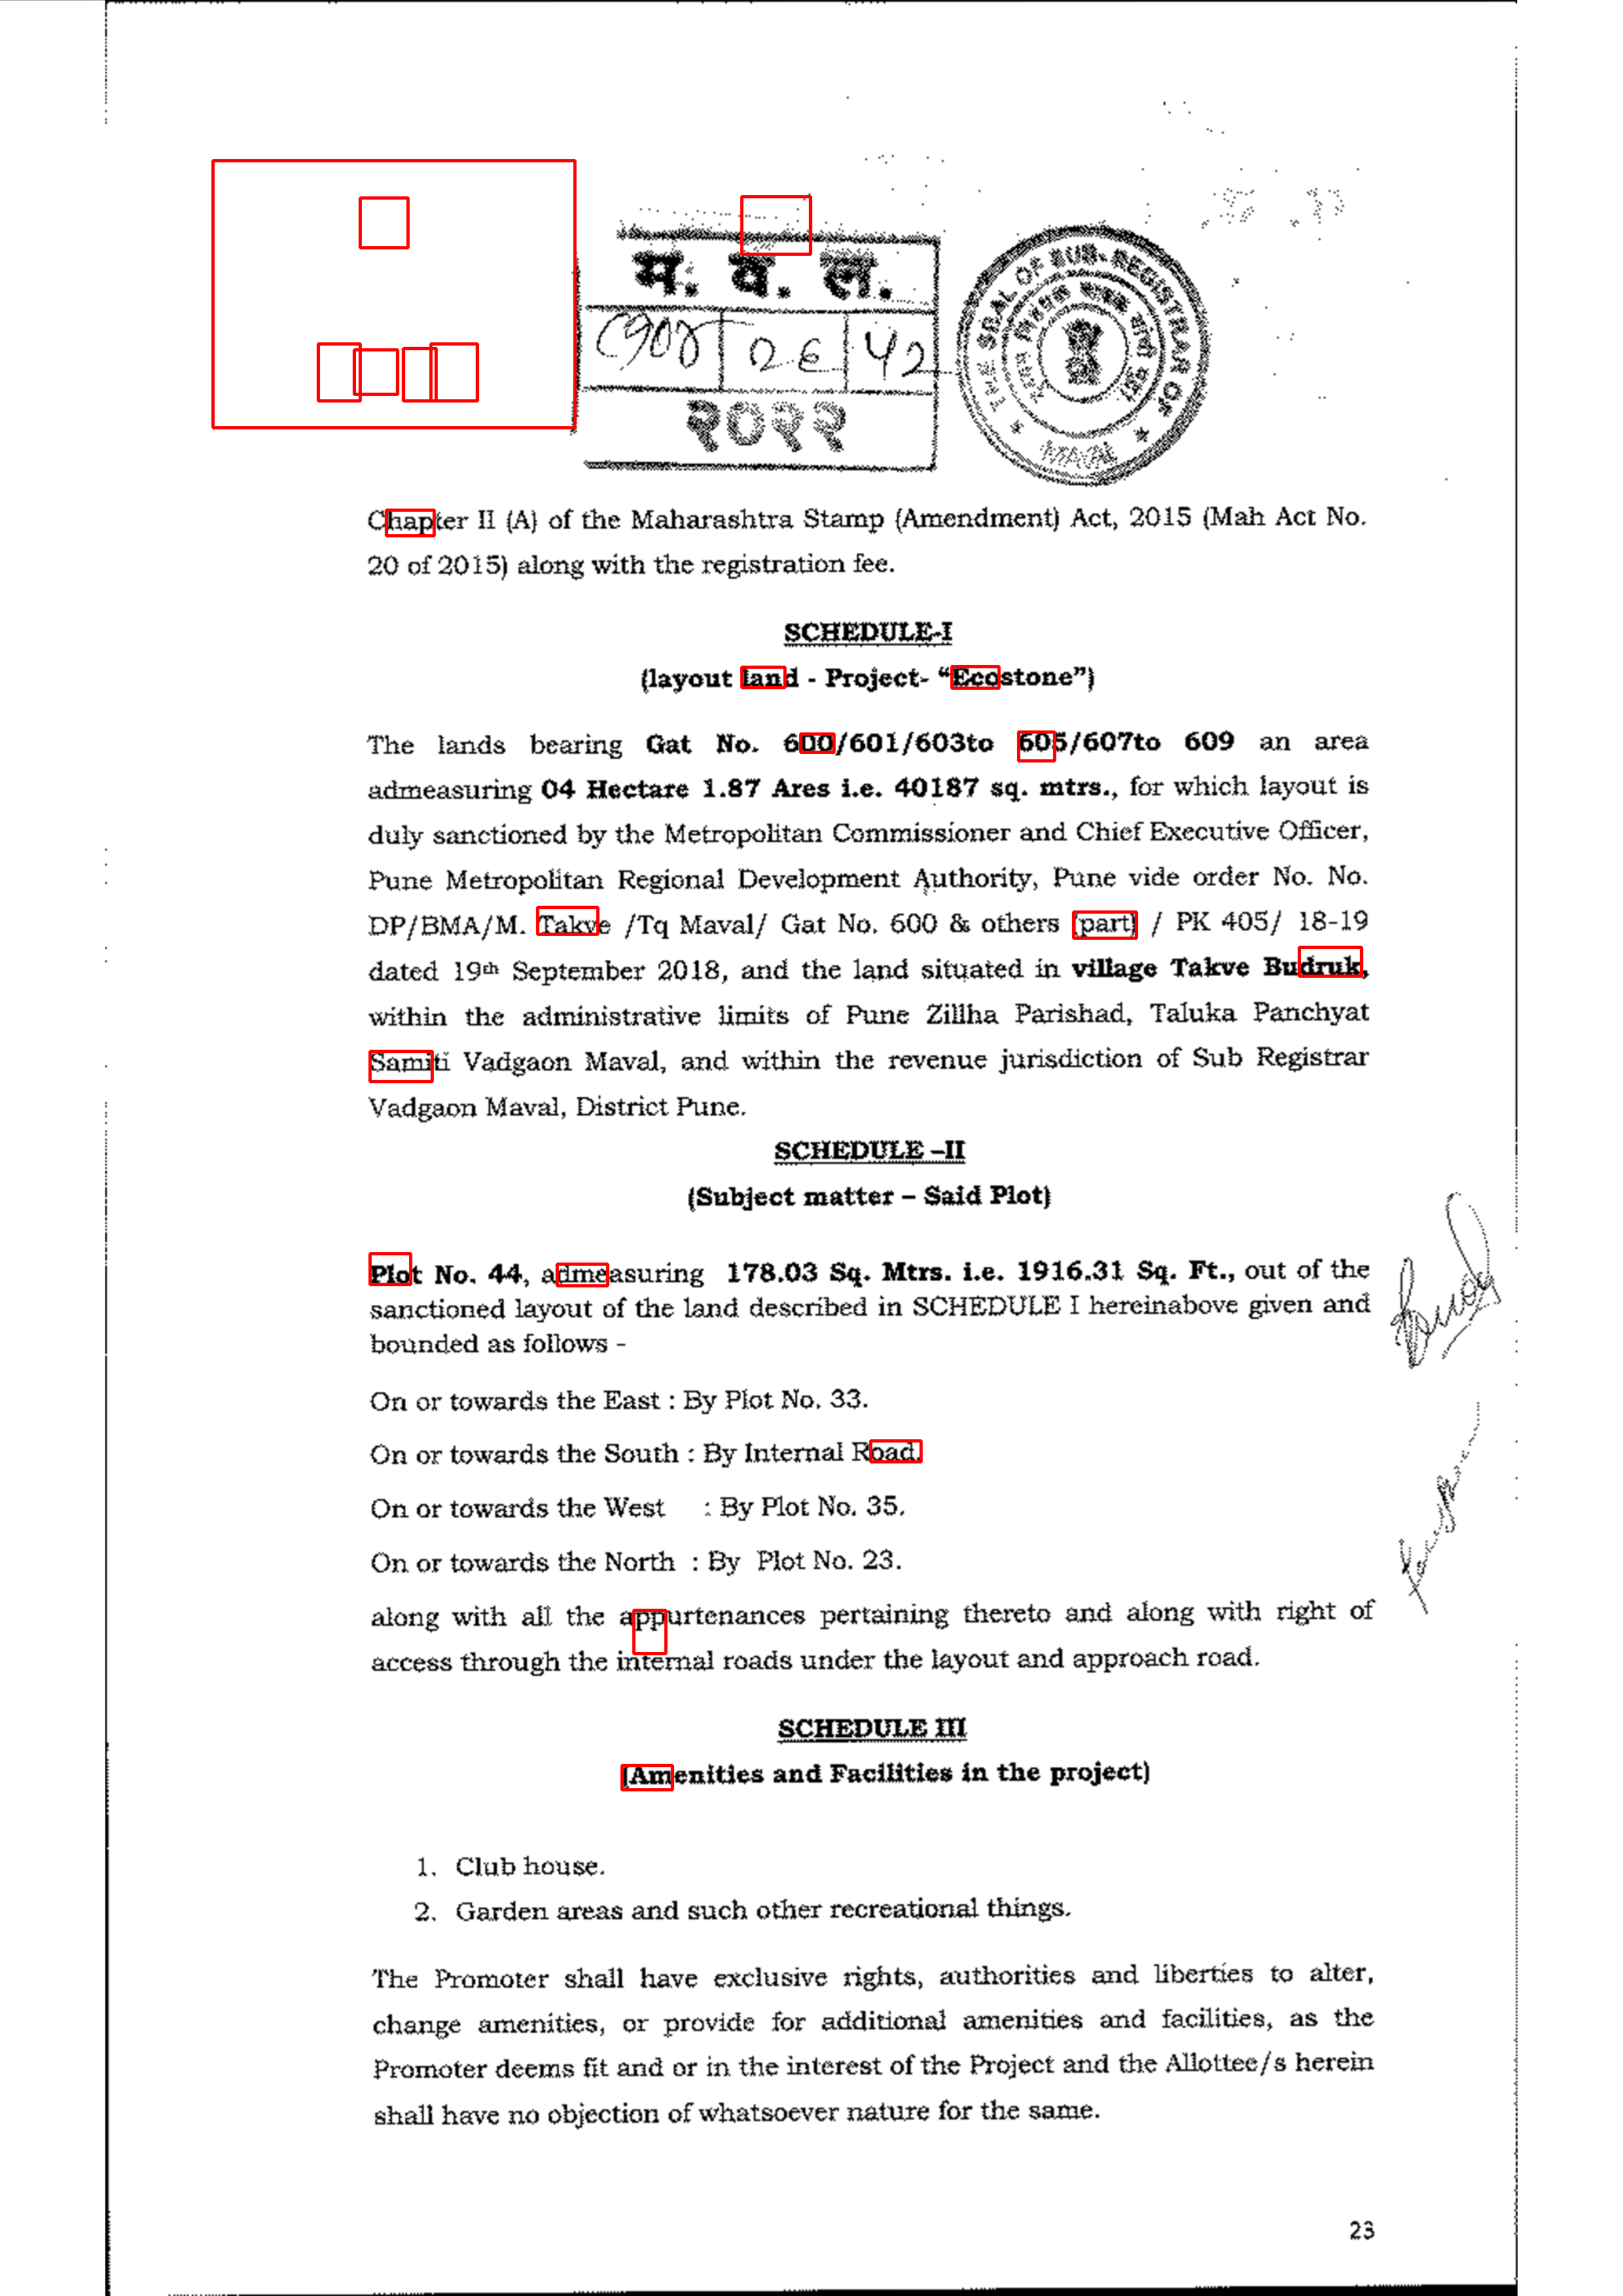 म. व. ल.
२०२२
THE SEAL OF SUB-REGISTRAR OF
MAVAL
Chapter II (A) of the Maharashtra Stamp (Amendment) Act, 2015 (Mah Act No.
20 of 2015) along with the registration fee.
SCHEDULE-I
(layout land - Project- “Ecostone”)
The lands bearing Gat No. 600/601/603to 605/607to 609 an area
admeasuring 04 Hectare 1.87 Ares i.e. 40187 sq. mtrs., for which layout is
duly sanctioned by the Metropolitan Commissioner and Chief Executive Officer,
Pune Metropolitan Regional Development Authority, Pune vide order No. No.
DP/BMA/M. Takve /Tq Maval/ Gat No. 600 & others (part) / PK 405/ 18-19
dated 19th September 2018, and the land situated in village Takve Budruk,
within the administrative limits of Pune Zillha Parishad, Taluka Panchyat
Samiti Vadgaon Maval, and within the revenue jurisdiction of Sub Registrar
Vadgaon Maval, District Pune.
SCHEDULE –II
(Subject matter – Said Plot)
Plot No. 44, admeasuring 178.03 Sq. Mtrs. i.e. 1916.31 Sq. Ft., out of the
sanctioned layout of the land described in SCHEDULE I hereinabove given and
bounded as follows -
On or towards the East : By Plot No. 33.
On or towards the South : By Internal Road.
On or towards the West : By Plot No. 35.
On or towards the North : By Plot No. 23.
along with all the appurtenances pertaining thereto and along with right of
access through the internal roads under the layout and approach road.
SCHEDULE III
(Amenities and Facilities in the project)
1. Club house.
2. Garden areas and such other recreational things.
The Promoter shall have exclusive rights, authorities and liberties to alter,
change amenities, or provide for additional amenities and facilities, as the
Promoter deems fit and or in the interest of the Project and the Allottee/s herein
shall have no objection of whatsoever nature for the same.
23